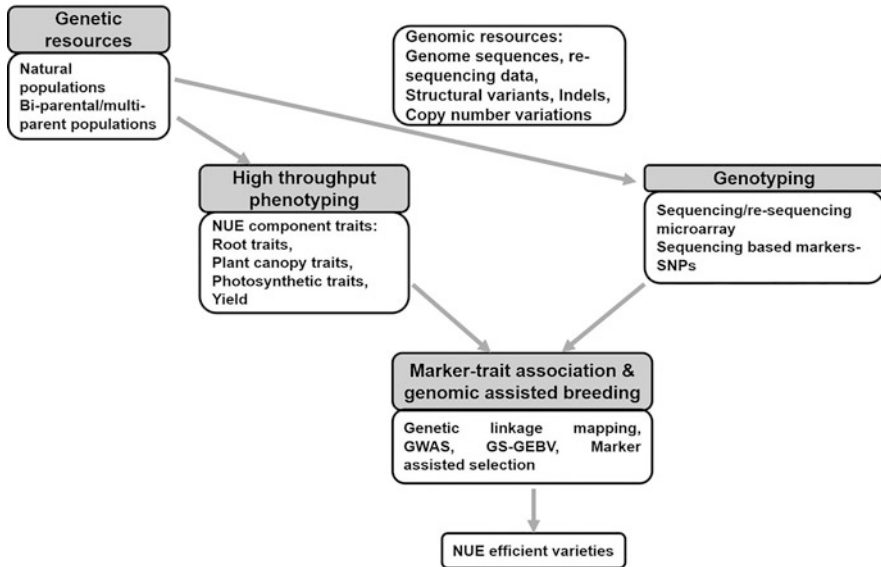 Genetic
resources
Natural
populations
Bi-parental/multi-
parent populations
Genomic resources:
Genome sequences, re-
sequencing data,
Structural variants, Indels,
Copy number variations
High throughput
phenotyping
NUE component traits:
Root traits,
Plant canopy traits,
Photosynthetic traits,
Yield
Genotyping
Sequencing/re-sequencing
microarray
Sequencing based markers-
SNPs
Marker-trait association &
genomic assisted breeding
Genetic linkage mapping,
GWAS, GS-GEBV, Marker
assisted selection
NUE efficient varieties